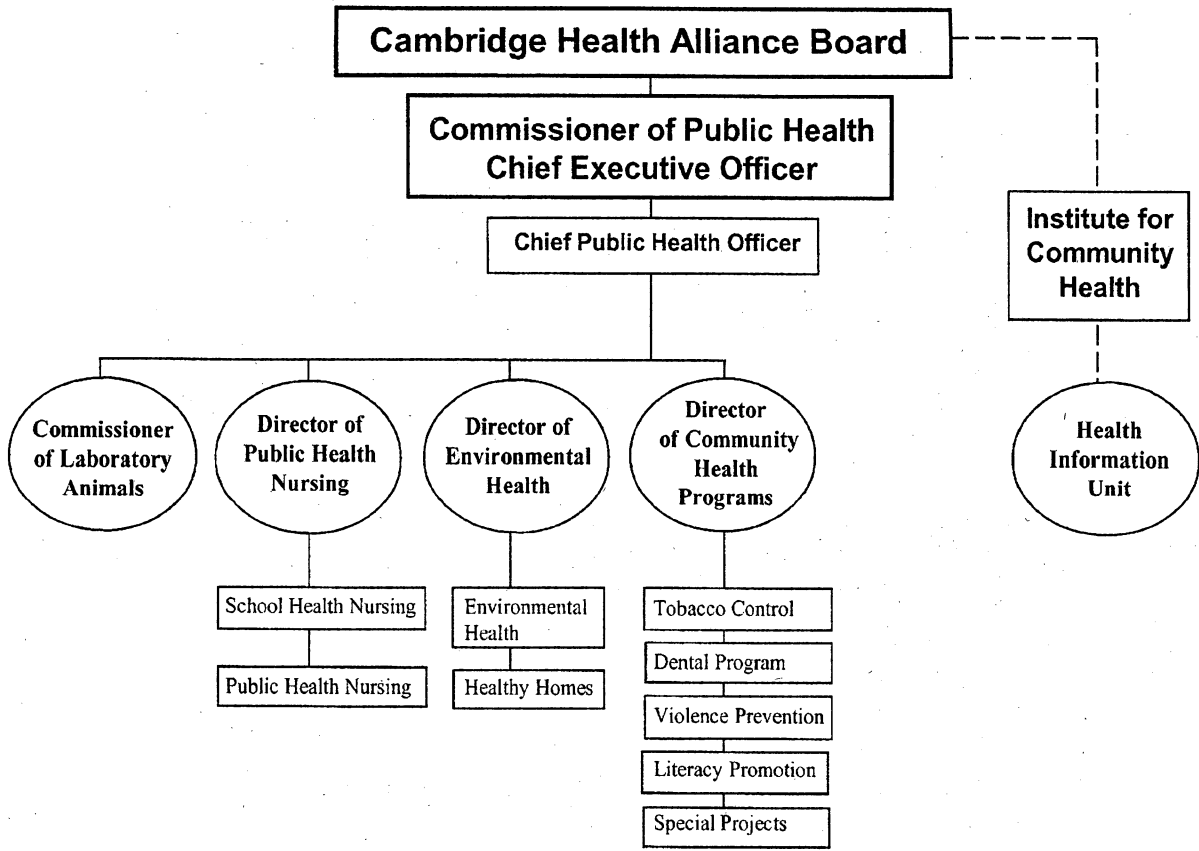 Cambridge Health Alliance Board
Commissioner of Public Health
Chief Executive Officer
Chief Public Health Officer
Institute for
Community
Health
Commissioner
of Laboratory
Animals
Director of
Public Health
Nursing
Director of
Environmental
Health
Director
of Community
Health
Programs
Health
Information
Unit
School Health Nursing
Public Health Nursing
Environmental
Health
Healthy Homes
Tobacco Control
Dental Program
Violence Prevention
Literacy Promotion
Special Projects